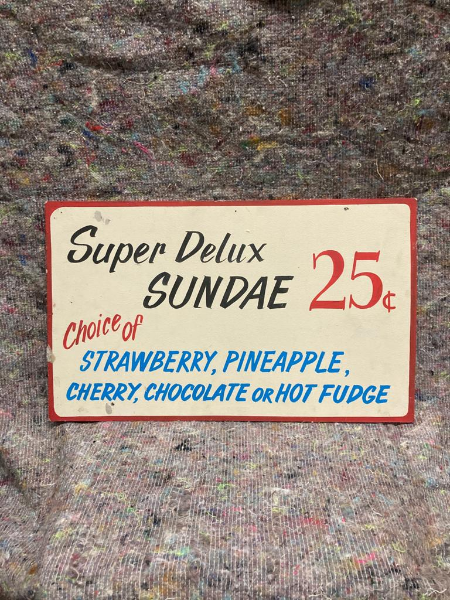 Super Delux
SUNDAE 25¢
Choice of
STRAWBERRY, PINEAPPLE,
CHERRY, CHOCOLATE OR HOT FUDGE